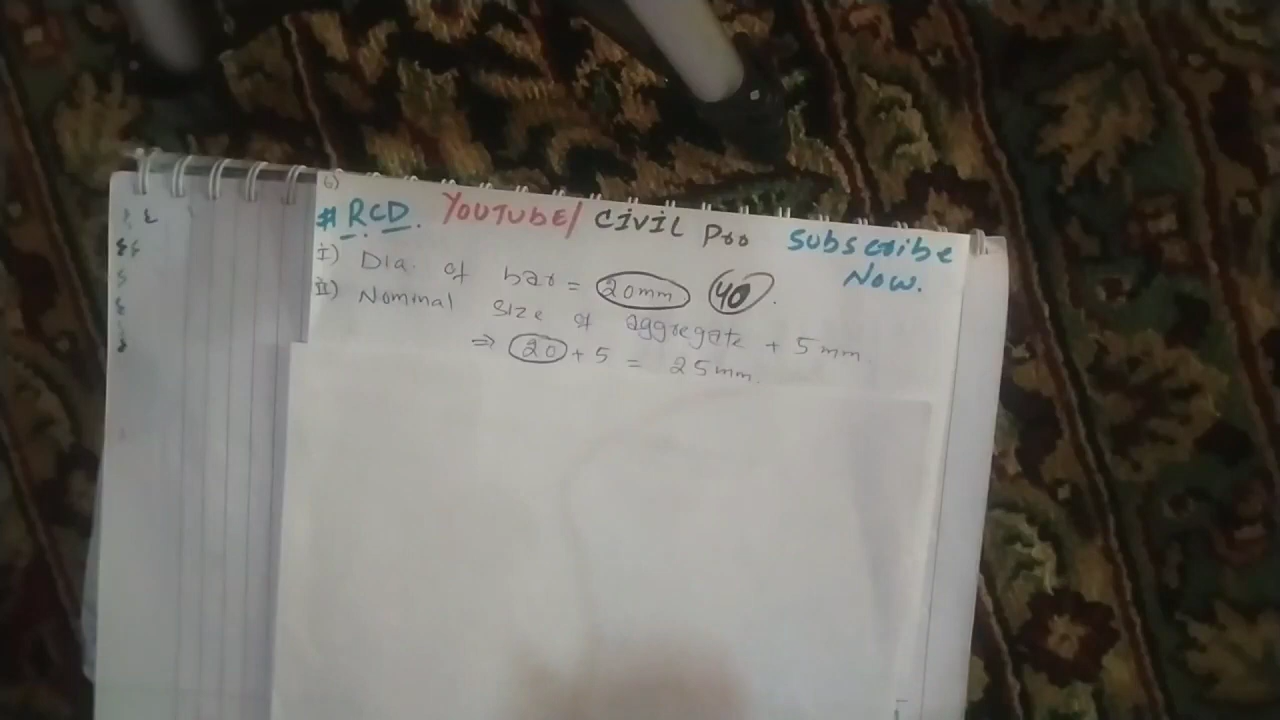 6)
# RCD. YOUTUBE/ CiViL Pro Subscribe Now.
I) Dia. of bar = 20mm 40.
II) Nominal size of aggregate + 5mm.
⇒ 20 + 5 = 25mm.